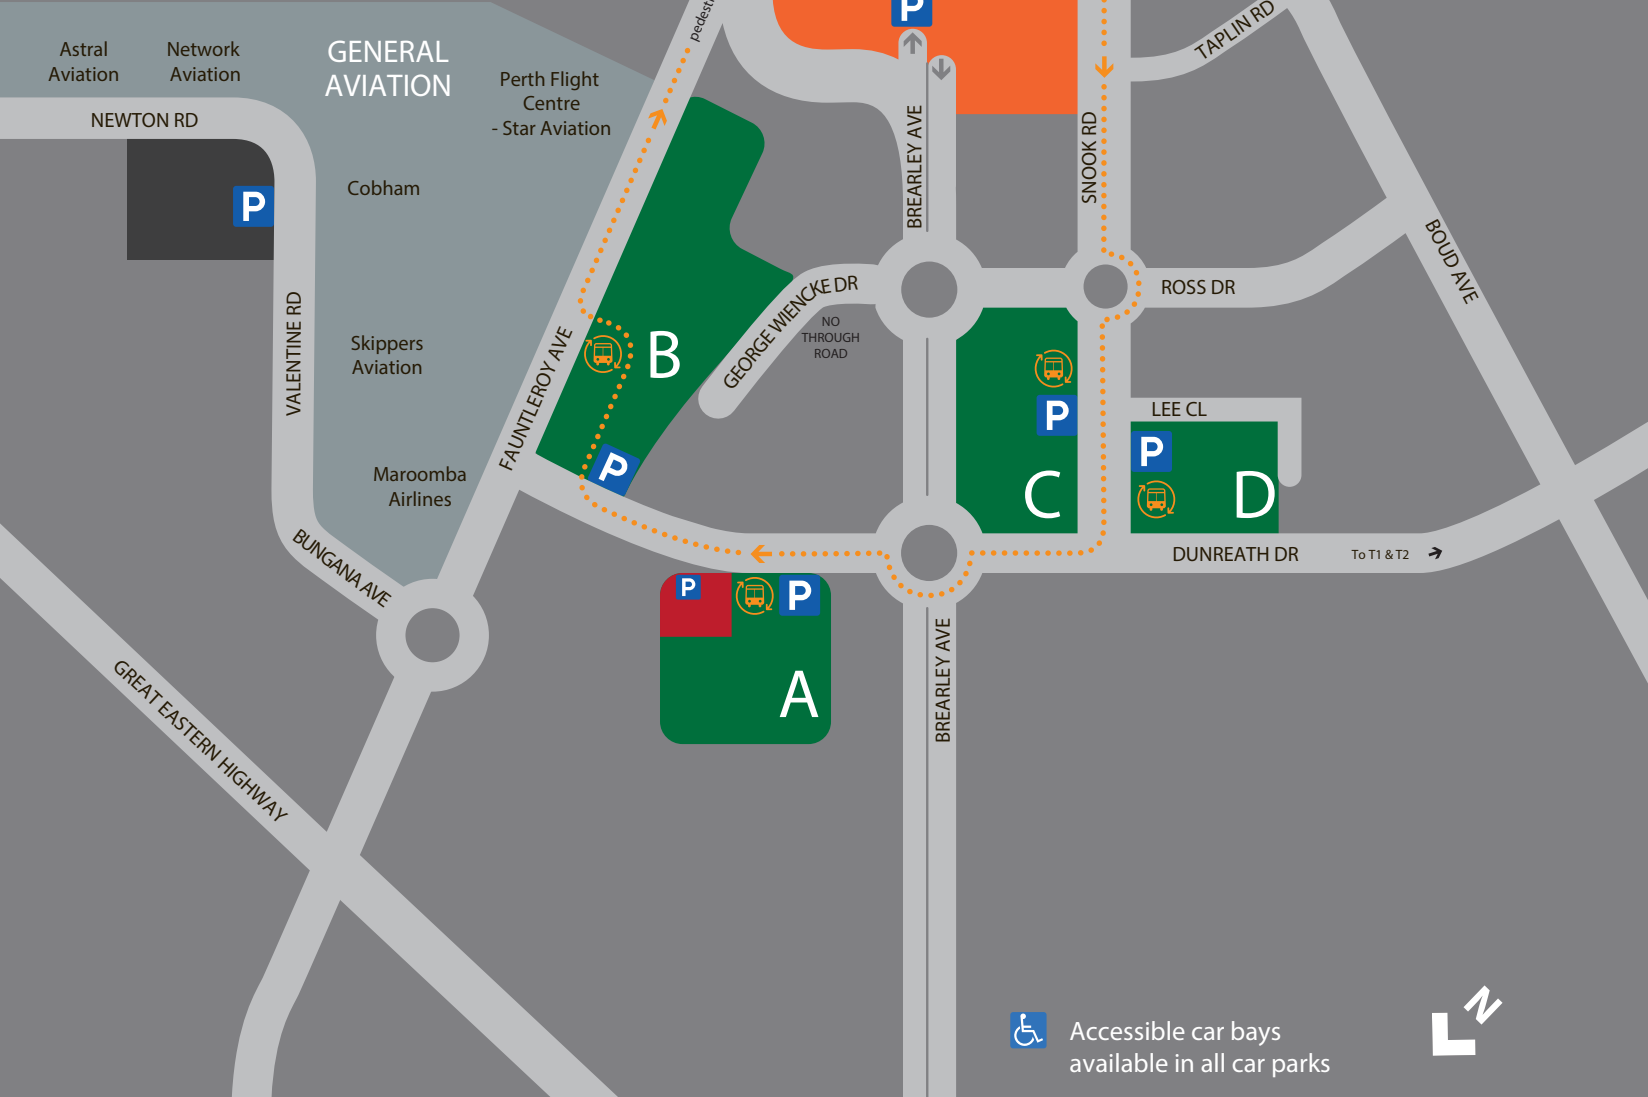 P
TAPLIN RD
Astral
Aviation
Network
Aviation
GENERAL
AVIATION
Perth Flight
Centre
- Star Aviation
NEWTON RD
P
Cobham
BREARLEY AVE
SNOOK RD
BOUD AVE
ROSS DR
GEORGE WIENCKE DR
NO
THROUGH
ROAD
VALENTINE RD
Skippers
Aviation
FAUNTLEROY AVE
B
P
LEE CL
P
P
C
D
Maroomba
Airlines
BUNGANA AVE
DUNREATH DR
To T1 & T2
P
P
A
BREARLEY AVE
GREAT EASTERN HIGHWAY
N
Accessible car bays
available in all car parks